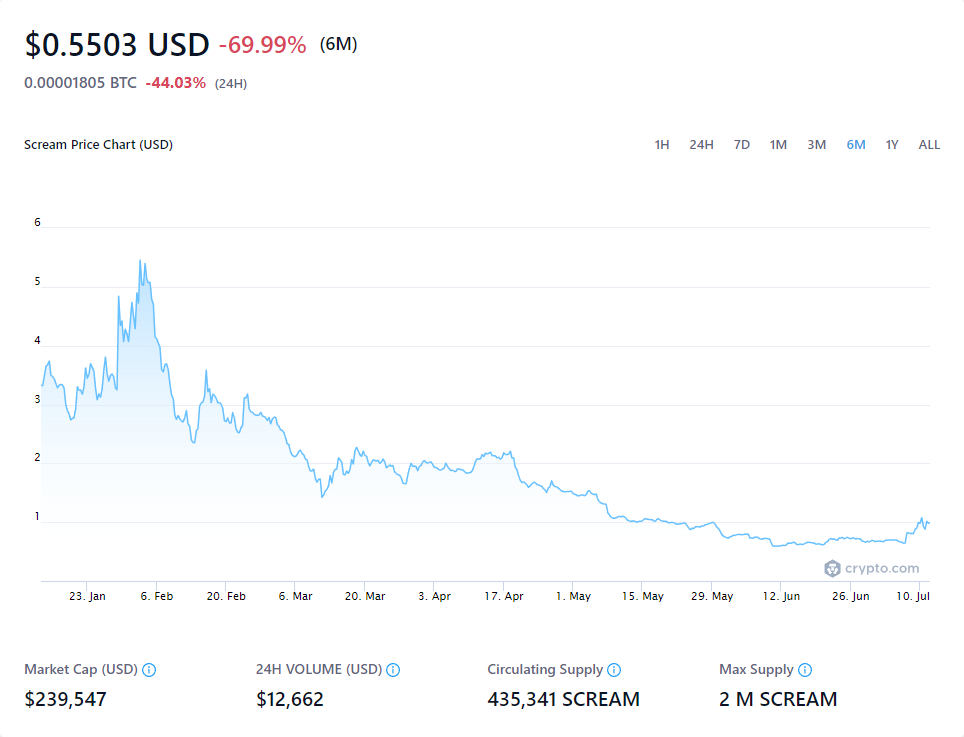 $0.5503 USD -69.99% (6M)
0.00001805 BTC -44.03% (24H)
Scream Price Chart (USD)
1H 24H 7D 1M 3M 6M 1Y ALL
6
5
4
3
2
1
crypto.com
23. Jan 6. Feb 20. Feb 6. Mar 20. Mar 3. Apr 17. Apr 1. May 15. May 29. May 12. Jun 26. Jun 10. Jul
Market Cap (USD) 24H VOLUME (USD) Circulating Supply Max Supply
$239,547 $12,662 435,341 SCREAM 2 M SCREAM